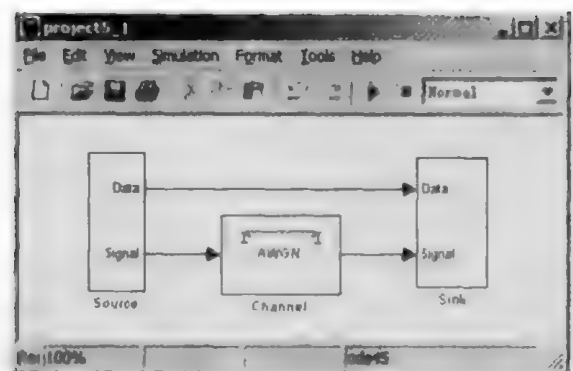 project5_1
File Edit View Simulation Format Tools Help
Normal
Data Data
Signal AWGN Signal
Source Channel Sink
100% ode45